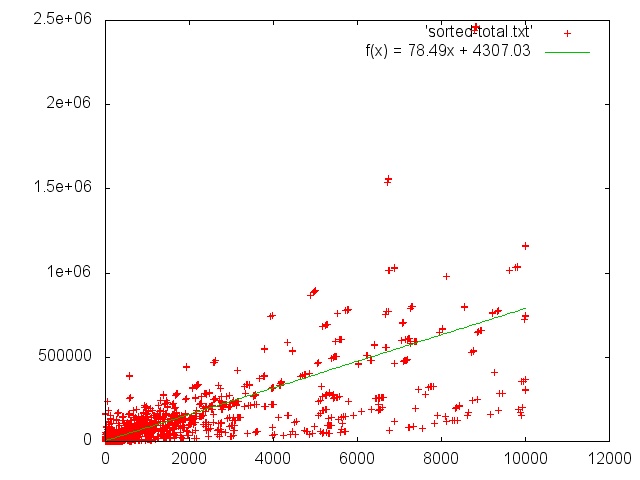 2.5e+06
'sorted-total.txt'
f(x) = 78.49x + 4307.03
2e+06
1.5e+06
1e+06
500000
0
0 2000 4000 6000 8000 10000 12000